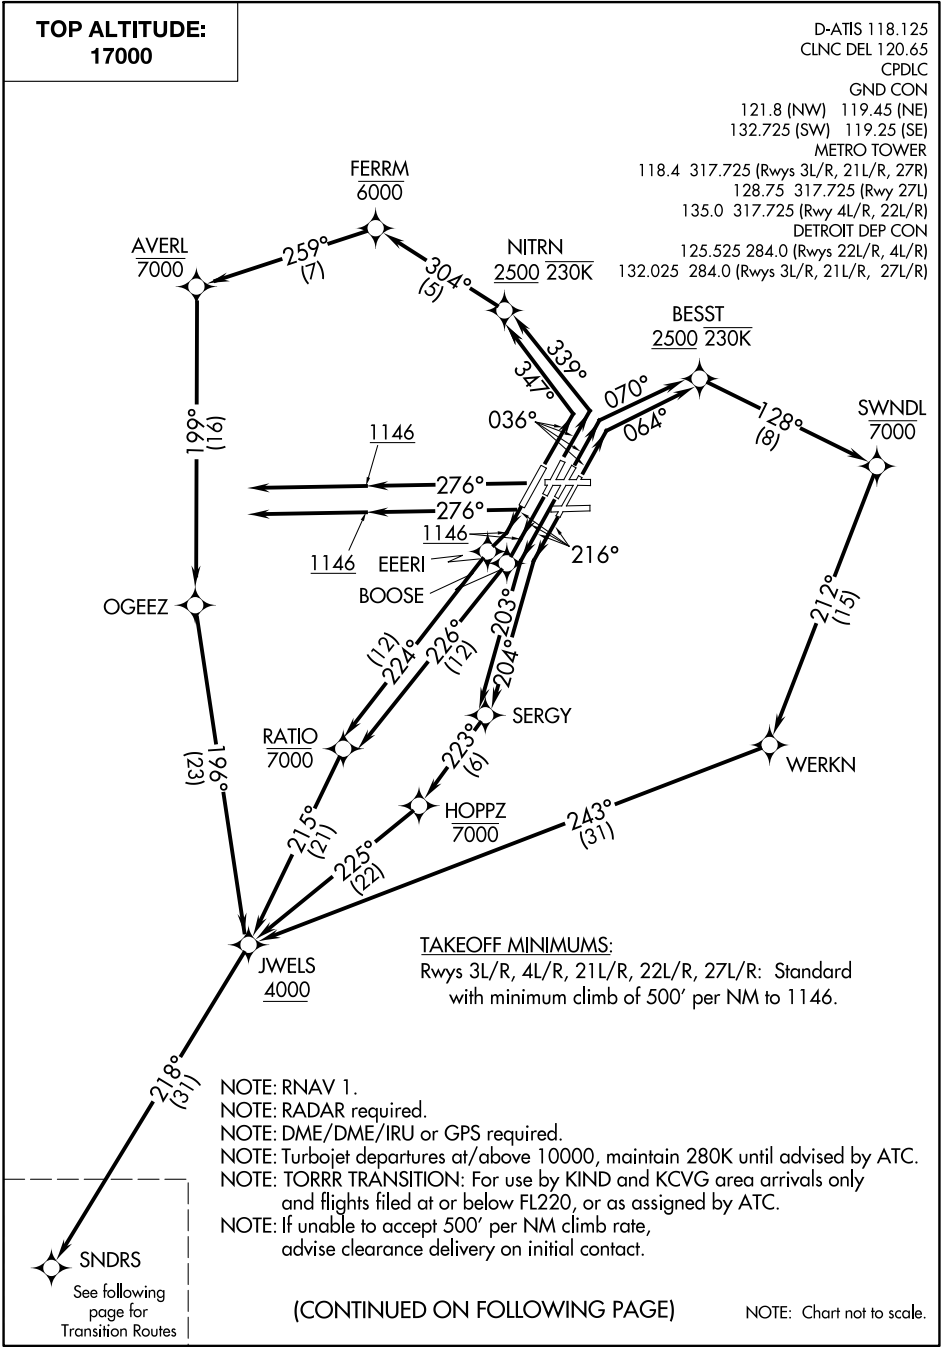 TOP ALTITUDE:
17000
D-ATIS 118.125
CLNC DEL 120.65
CPDLC
GND CON
121.8 (NW) 119.45 (NE)
132.725 (SW) 119.25 (SE)
METRO TOWER
118.4 317.725 (Rwys 3L/R, 21L/R, 27R)
128.75 317.725 (Rwy 27L)
135.0 317.725 (Rwy 4L/R, 22L/R)
DETROIT DEP CON
125.525 284.0 (Rwys 22L/R, 4L/R)
132.025 284.0 (Rwys 3L/R, 21L/R, 27L/R)
FERRM
6000
AVERL
7000
259°
(7)
304°
(5)
NITRN
2500 230K
BESST
2500 230K
339°
347°
036°
070°
064°
128°
(8)
SWNDL
7000
199°
(16)
1146
276°
276°
1146
1146
216°
EEERI
BOOSE
OGEEZ
212°
(15)
203°
204°
(12)
224°
226°
(12)
SERGY
RATIO
7000
223°
(6)
WERKN
196°
(23)
HOPPZ
7000
215°
(21)
225°
(22)
243°
(31)
JWELS
4000
TAKEOFF MINIMUMS:
Rwys 3L/R, 4L/R, 21L/R, 22L/R, 27L/R: Standard
with minimum climb of 500' per NM to 1146.
218°
(31)
NOTE: RNAV 1.
NOTE: RADAR required.
NOTE: DME/DME/IRU or GPS required.
NOTE: Turbojet departures at/above 10000, maintain 280K until advised by ATC.
NOTE: TORRR TRANSITION: For use by KIND and KCVG area arrivals only
and flights filed at or below FL220, or as assigned by ATC.
NOTE: If unable to accept 500' per NM climb rate,
advise clearance delivery on initial contact.
SNDRS
See following
page for
Transition Routes
(CONTINUED ON FOLLOWING PAGE)
NOTE: Chart not to scale.